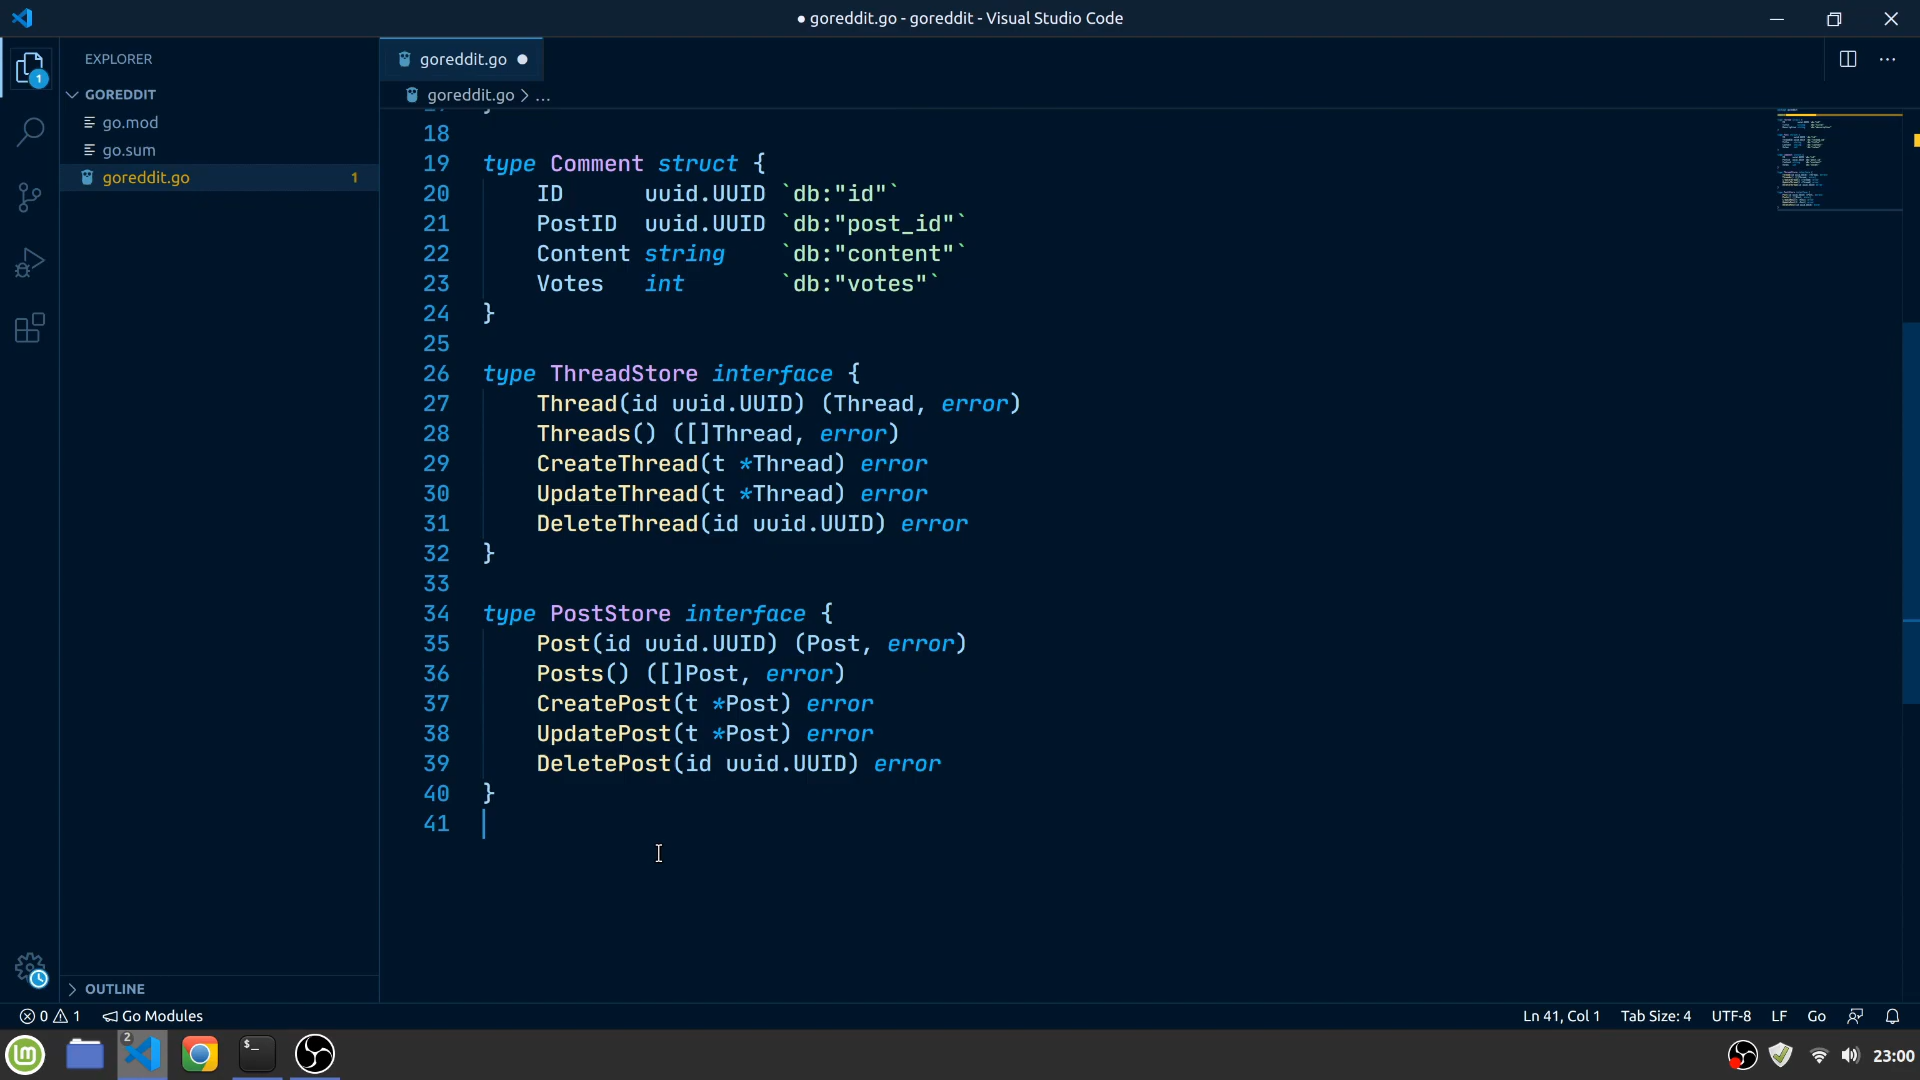 ● goreddit.go - goreddit - Visual Studio Code
EXPLORER
GOREDDIT
go.mod
go.sum
goreddit.go 1
1
goreddit.go ●
goreddit.go > ...
18
19 type Comment struct {
20 ID uuid.UUID `db:"id"`
21 PostID uuid.UUID `db:"post_id"`
22 Content string `db:"content"`
23 Votes int `db:"votes"`
24 }
25
26 type ThreadStore interface {
27 Thread(id uuid.UUID) (Thread, error)
28 Threads() ([]Thread, error)
29 CreateThread(t *Thread) error
30 UpdateThread(t *Thread) error
31 DeleteThread(id uuid.UUID) error
32 }
33
34 type PostStore interface {
35 Post(id uuid.UUID) (Post, error)
36 Posts() ([]Post, error)
37 CreatePost(t *Post) error
38 UpdatePost(t *Post) error
39 DeletePost(id uuid.UUID) error
40 }
41
OUTLINE
0 1 Go Modules Ln 41, Col 1 Tab Size: 4 UTF-8 LF Go
2 $_ 23:00